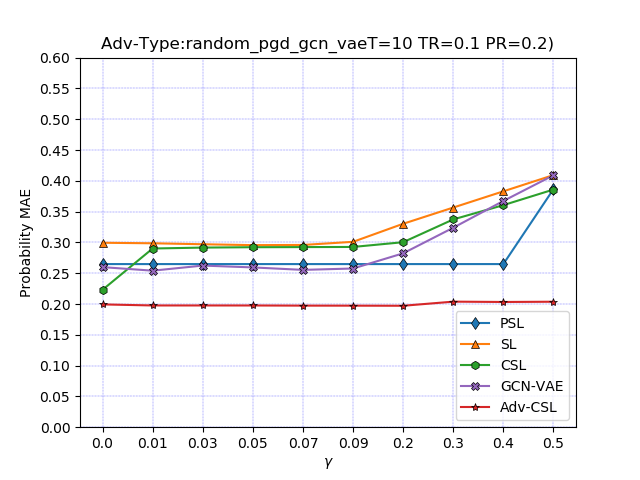 Adv-Type:random_pgd_gcn_vaeT=10 TR=0.1 PR=0.2)
Probability MAE
0.60
0.55
0.50
0.45
0.40
0.35
0.30
0.25
0.20
0.15
0.10
0.05
0.00
PSL
SL
CSL
GCN-VAE
Adv-CSL
0.0 0.01 0.03 0.05 0.07 0.09 0.2 0.3 0.4 0.5
γ